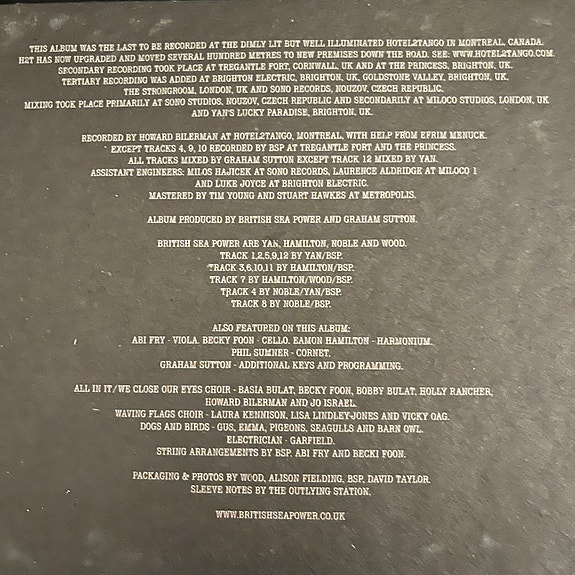 THIS ALBUM WAS THE LAST TO BE RECORDED AT THE DIMLY LIT BUT WELL ILLUMINATED HOTEL2TANGO IN MONTREAL, CANADA.
H2T HAS NOW UPGRADED AND MOVED SEVERAL HUNDRED METRES TO NEW PREMISES DOWN THE ROAD. SEE: WWW.HOTEL2TANGO.COM.
SECONDARY RECORDING TOOK PLACE AT TREGANTLE FORT, CORNWALL, UK AND AT THE PRINCESS, BRIGHTON, UK.
TERTIARY RECORDING WAS ADDED AT BRIGHTON ELECTRIC, BRIGHTON, UK, GOLDSTONE VALLEY, BRIGHTON, UK.
THE STRONGROOM, LONDON, UK AND SONO RECORDS, NOUZOV, CZECH REPUBLIC.
MIXING TOOK PLACE PRIMARILY AT SONO STUDIOS, NOUZOV, CZECH REPUBLIC AND SECONDARILY AT MILOCO STUDIOS, LONDON, UK
AND YAN'S LUCKY PARADISE, BRIGHTON, UK.
RECORDED BY HOWARD BILERMAN AT HOTEL2TANGO, MONTREAL, WITH HELP FROM EFRIM MENUCK.
EXCEPT TRACKS 4, 9, 10 RECORDED BY BSP AT TREGANTLE FORT AND THE PRINCESS.
ALL TRACKS MIXED BY GRAHAM SUTTON EXCEPT TRACK 12 MIXED BY YAN.
ASSISTANT ENGINEERS: MILOS HAJICEK AT SONO RECORDS, LAURENCE ALDRIDGE AT MILOCO 1
AND LUKE JOYCE AT BRIGHTON ELECTRIC.
MASTERED BY TIM YOUNG AND STUART HAWKES AT METROPOLIS.
ALBUM PRODUCED BY BRITISH SEA POWER AND GRAHAM SUTTON.
BRITISH SEA POWER ARE YAN, HAMILTON, NOBLE AND WOOD.
TRACK 1,2,5,9,12 BY YAN/BSP.
TRACK 3,6,10,11 BY HAMILTON/BSP.
TRACK 7 BY HAMILTON/WOOD/BSP.
TRACK 4 BY NOBLE/YAN/BSP.
TRACK 8 BY NOBLE/BSP.
ALSO FEATURED ON THIS ALBUM:
ABI FRY - VIOLA. BECKY FOON - CELLO. EAMON HAMILTON - HARMONIUM.
PHIL SUMNER - CORNET.
GRAHAM SUTTON - ADDITIONAL KEYS AND PROGRAMMING.
ALL IN IT/WE CLOSE OUR EYES CHOIR - BASIA BULAT, BECKY FOON, BOBBY BULAT, HOLLY RANCHER,
HOWARD BILERMAN AND JO ISRAEL.
WAVING FLAGS CHOIR - LAURA KENNISON, LISA LINDLEY-JONES AND VICKY OAG.
DOGS AND BIRDS - GUS, EMMA, PIGEONS, SEAGULLS AND BARN OWL.
ELECTRICIAN - GARFIELD.
STRING ARRANGEMENTS BY BSP, ABI FRY AND BECKI FOON.
PACKAGING & PHOTOS BY WOOD, ALISON FIELDING, BSP, DAVID TAYLOR.
SLEEVE NOTES BY THE OUTLYING STATION.
WWW.BRITISHSEAPOWER.CO.UK